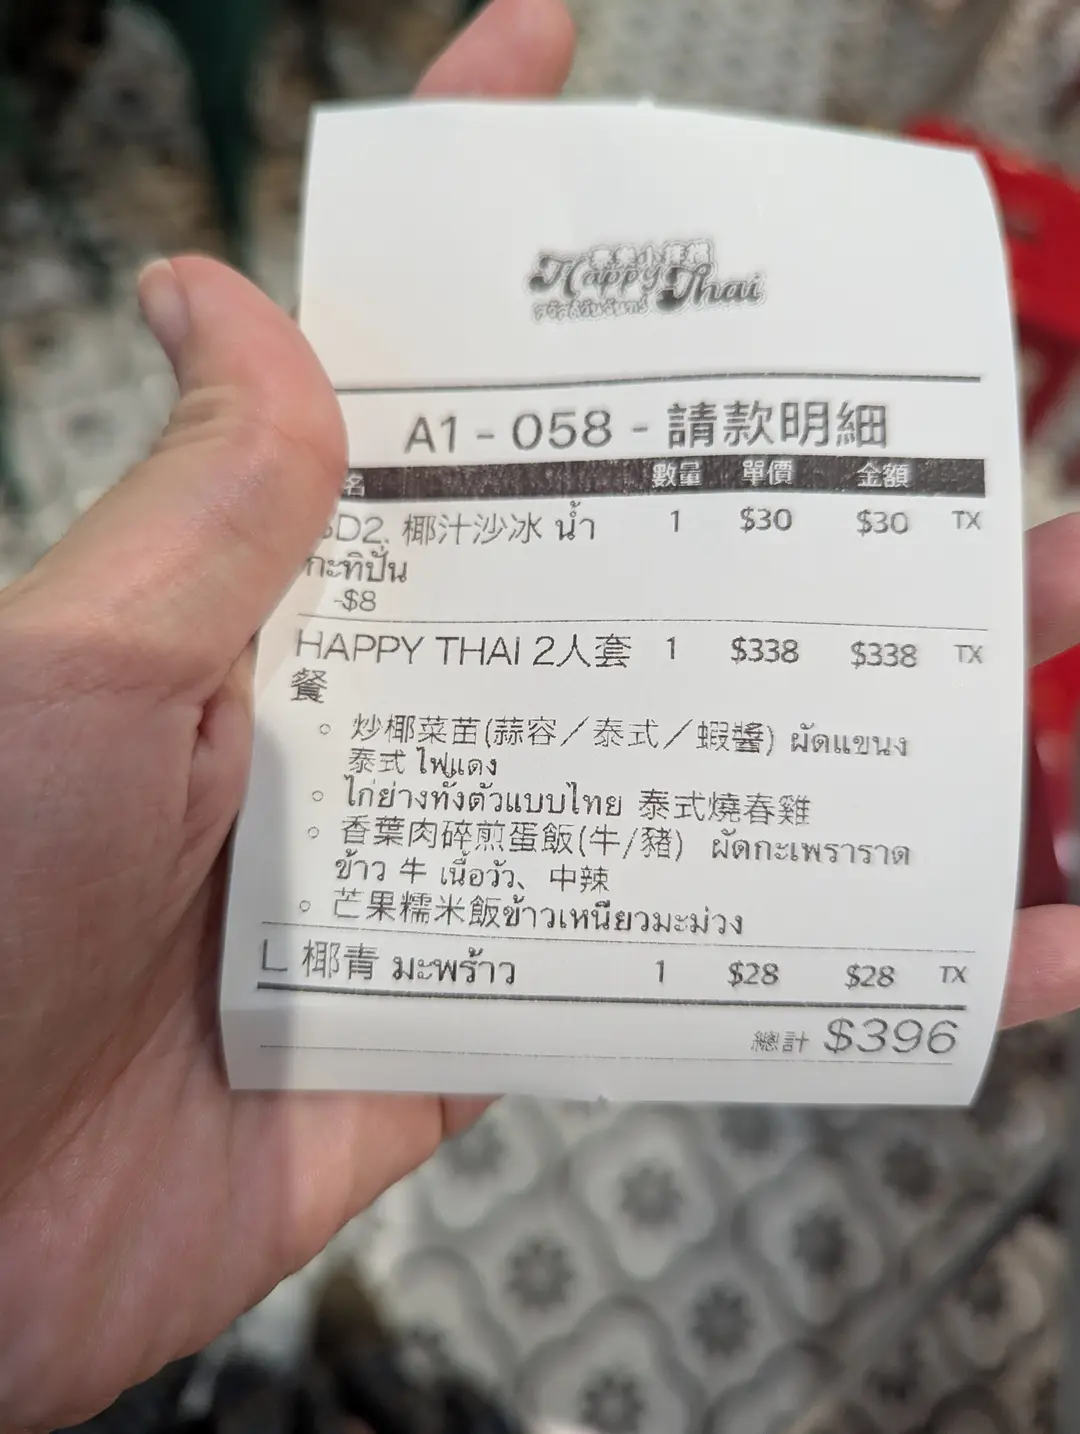 Happy Thai
A1 - 058 - 請款明細
名 數量 單價 金額
D2. 椰汁沙冰 น้ำ 1 $30 $30 TX
กะทิปั่น
-$8
HAPPY THAI 2人套 1 $338 $338 TX
餐
◦ 炒椰菜苗(蒜容／泰式／蝦醬) ผัดแขนง
泰式 ไฟแดง
◦ ไก่ย่างทั้งตัวแบบไทย 泰式燒春雞
◦ 香葉肉碎煎蛋飯(牛/豬) ผัดกะเพราราด
ข้าว 牛 เนื้อวัว、中辣
◦ 芒果糯米飯ข้าวเหนียวมะม่วง
L 椰青 มะพร้าว 1 $28 $28 TX
總計 $396